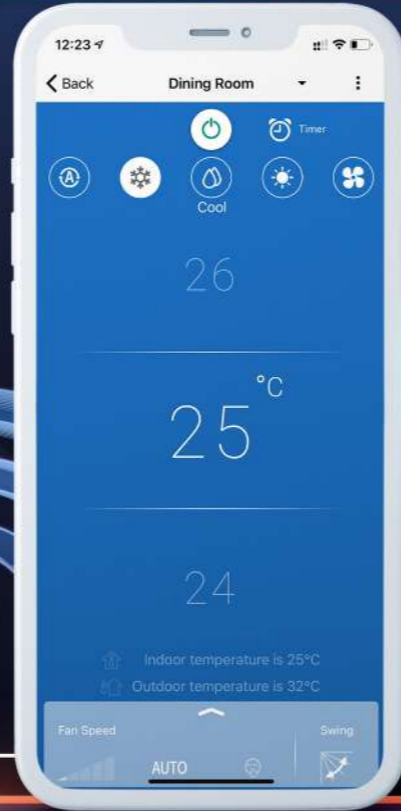 12:23
Back Dining Room
Timer
A
Cool
26
25 °C
24
Indoor temperature is 25°C
Outdoor temperature is 32°C
Fan Speed Swing
AUTO